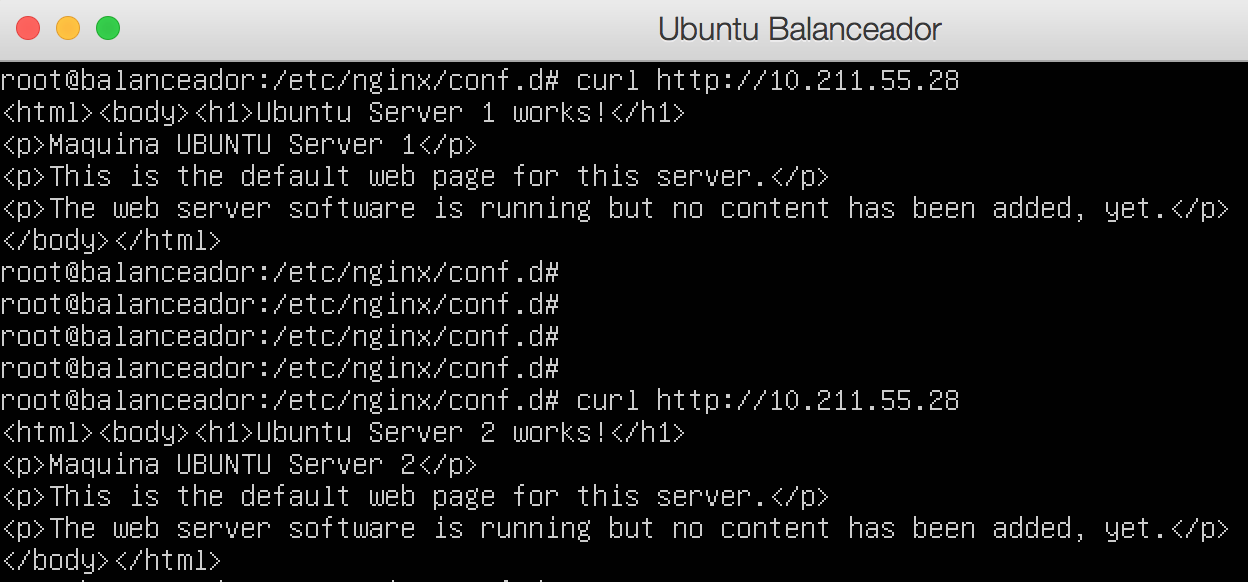 Ubuntu Balanceador
root@balanceador:/etc/nginx/conf.d# curl http://10.211.55.28
<html><body><h1>Ubuntu Server 1 works!</h1>
<p>Maquina UBUNTU Server 1</p>
<p>This is the default web page for this server.</p>
<p>The web server software is running but no content has been added, yet.</p>
</body></html>
root@balanceador:/etc/nginx/conf.d#
root@balanceador:/etc/nginx/conf.d#
root@balanceador:/etc/nginx/conf.d#
root@balanceador:/etc/nginx/conf.d#
root@balanceador:/etc/nginx/conf.d# curl http://10.211.55.28
<html><body><h1>Ubuntu Server 2 works!</h1>
<p>Maquina UBUNTU Server 2</p>
<p>This is the default web page for this server.</p>
<p>The web server software is running but no content has been added, yet.</p>
</body></html>